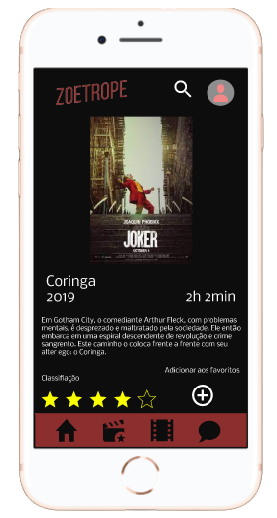 ZOETROPE
JOAQUIN PHOENIX
JOKER
OCTOBER 4
Coringa
2019
2h 2min
Em Gotham City, o comediante Arthur Fleck, com problemas
mentais, é desprezado e maltratado pela sociedade. Ele então
embarca em uma espiral descendente de revolução e crime
sangrento. Este caminho o coloca frente a frente com seu
alter ego: o Coringa.
Adicionar aos favoritos
Classifiação